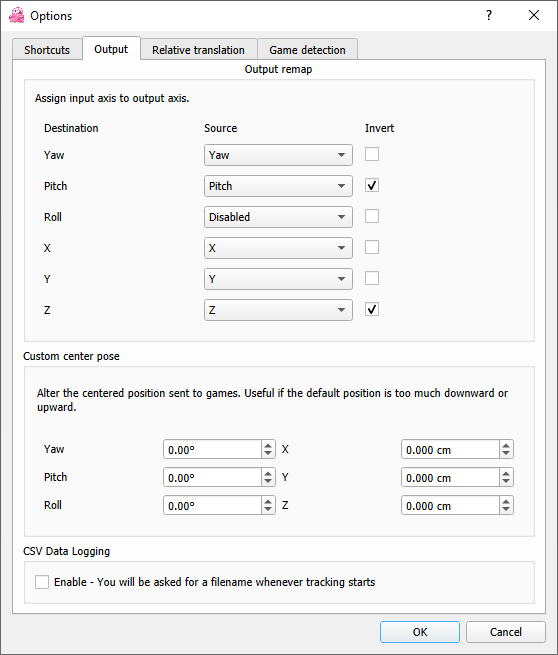 Options
?
Shortcuts Output Relative translation Game detection
Output remap
Assign input axis to output axis.
Destination Source Invert
Yaw Yaw
Pitch Pitch
Roll Disabled
X X
Y Y
Z Z
Custom center pose
Alter the centered position sent to games. Useful if the default position is too much downward or
upward.
Yaw 0.00° X 0.000 cm
Pitch 0.00° Y 0.000 cm
Roll 0.00° Z 0.000 cm
CSV Data Logging
Enable - You will be asked for a filename whenever tracking starts
OK Cancel